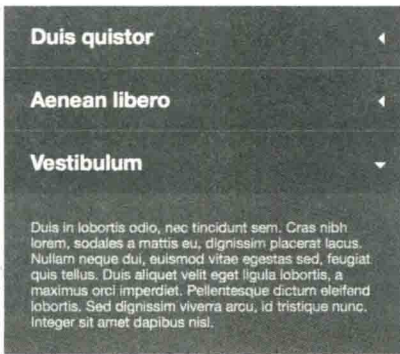 Duis quistor
Aenean libero
Vestibulum
Duis in lobortis odio, nec tincidunt sem. Cras nibh
lorem, sodales a mattis eu, dignissim placerat lacus.
Nullam neque dui, euismod vitae egestas sed, feugiat
quis tellus. Duis aliquet velit eget ligula lobortis, a
maximus orci imperdiet. Pellentesque dictum eleifend
lobortis. Sed dignissim viverra arcu, id tristique nunc.
Integer sit amet dapibus nisl.